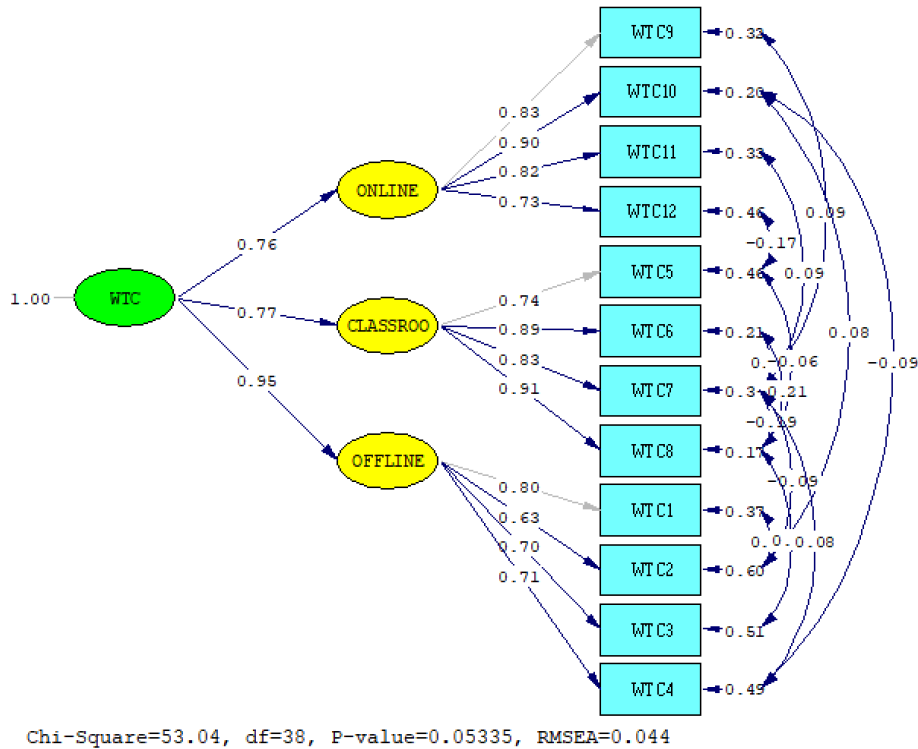 WTC9
0.33
WTC10
0.20
0.83
0.90
WTC11
0.33
0.82
ONLINE
0.73
WTC12
0.46
0.09
0.76
-0.17
WTC5
0.46
0.09
1.00
WTC
0.74
0.77
CLASSROO
0.89
WTC6
0.21
0.08
0.83
-0.06
-0.09
0.95
0.91
WTC7
0.21
-0.19
OFFLINE
WTC8
0.17
0.80
-0.09
0.63
WTC1
0.37
0.70
0.08
0.71
WTC2
0.60
WTC3
0.51
WTC4
0.49
Chi-Square=53.04, df=38, P-value=0.05335, RMSEA=0.044